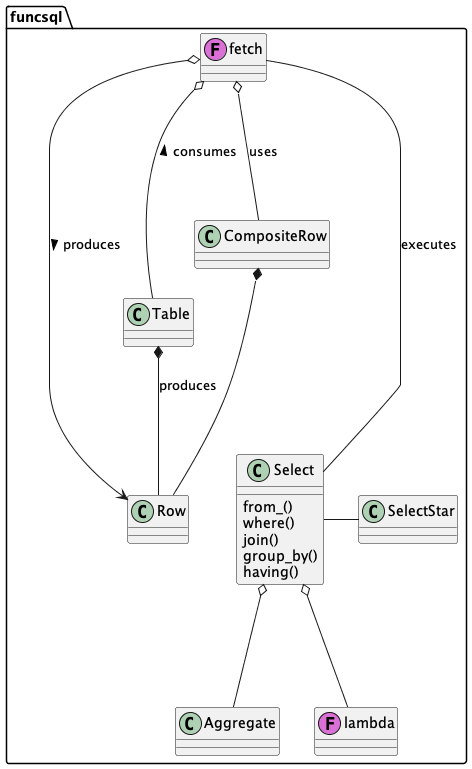 funcsql
F fetch
consumes
uses
produces
executes
C CompositeRow
C Table
produces
C Select
from_()
where()
join()
group_by()
having()
C Row
C SelectStar
C Aggregate
F lambda